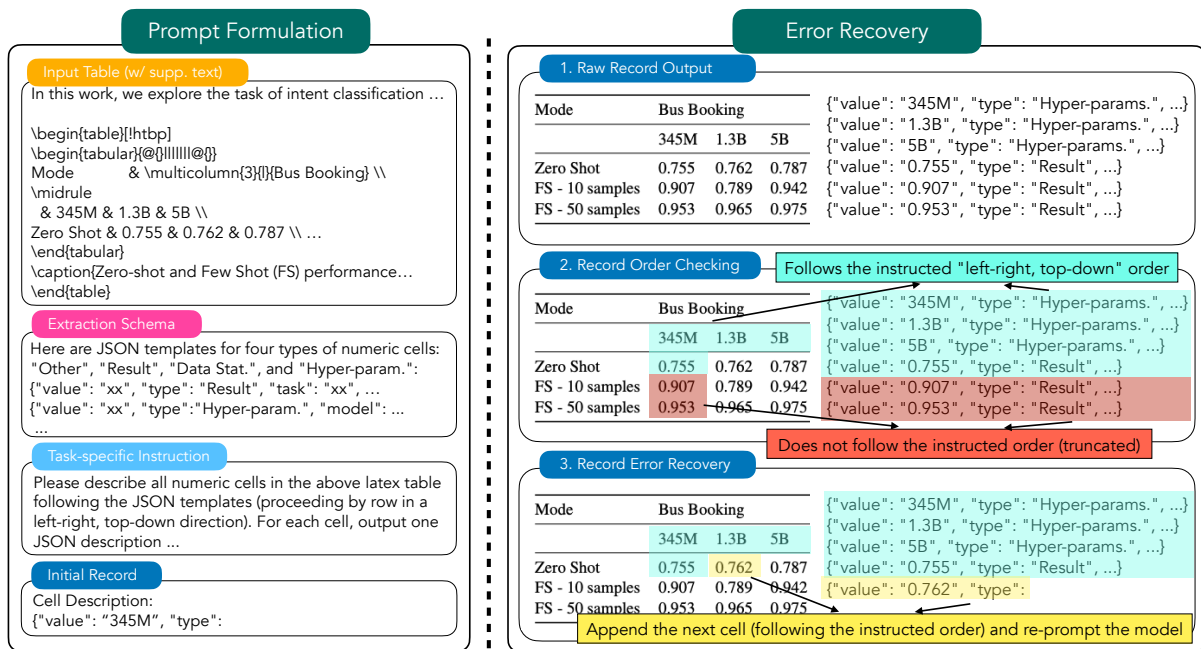 Prompt Formulation
Input Table (w/ supp. text)
In this work, we explore the task of intent classification …
\begin{table}[!htbp]
\begin{tabular}{@{}lllllll@{}}
Mode & \multicolumn{3}{l}{Bus Booking} \\
\midrule
& 345M & 1.3B & 5B \\
Zero Shot & 0.755 & 0.762 & 0.787 \\ …
\end{tabular}
\caption{Zero-shot and Few Shot (FS) performance…
\end{table}
Extraction Schema
Here are JSON templates for four types of numeric cells:
"Other", "Result", "Data Stat.", and "Hyper-param.":
{"value": "xx", "type": "Result", "task": "xx", …
{"value": "xx", "type":"Hyper-param.", "model": ...
...
Task-specific Instruction
Please describe all numeric cells in the above latex table
following the JSON templates (proceeding by row in a
left-right, top-down direction). For each cell, output one
JSON description ...
Initial Record
Cell Description:
{"value": “345M”, "type":
Error Recovery
1. Raw Record Output
Mode Bus Booking
345M 1.3B 5B
Zero Shot 0.755 0.762 0.787
FS - 10 samples 0.907 0.789 0.942
FS - 50 samples 0.953 0.965 0.975
{"value": "345M", "type": "Hyper-params.", ...}
{"value": "1.3B", "type": "Hyper-params.", ...}
{"value": "5B", "type": "Hyper-params.", ...}
{"value": "0.755", "type": "Result", ...}
{"value": "0.907", "type": "Result", ...}
{"value": "0.953", "type": "Result", ...}
2. Record Order Checking
Follows the instructed "left-right, top-down" order
Mode Bus Booking
345M 1.3B 5B
Zero Shot 0.755 0.762 0.787
FS - 10 samples 0.907 0.789 0.942
FS - 50 samples 0.953 0.965 0.975
{"value": "345M", "type": "Hyper-params.", ...}
{"value": "1.3B", "type": "Hyper-params.", ...}
{"value": "5B", "type": "Hyper-params.", ...}
{"value": "0.755", "type": "Result", ...}
{"value": "0.907", "type": "Result", ...}
{"value": "0.953", "type": "Result", ...}
Does not follow the instructed order (truncated)
3. Record Error Recovery
Mode Bus Booking
345M 1.3B 5B
Zero Shot 0.755 0.762 0.787
FS - 10 samples 0.907 0.789 0.942
FS - 50 samples 0.953 0.965 0.975
{"value": "345M", "type": "Hyper-params.", ...}
{"value": "1.3B", "type": "Hyper-params.", ...}
{"value": "5B", "type": "Hyper-params.", ...}
{"value": "0.755", "type": "Result", ...}
{"value": "0.762", "type":
Append the next cell (following the instructed order) and re-prompt the model